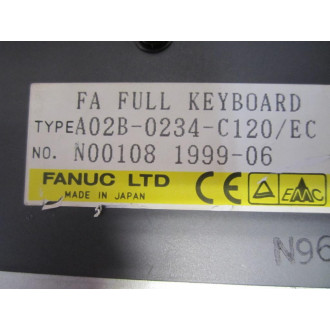 FA FULL KEYBOARD
TYPE A02B-0234-C120/EC
NO. N00108 1999-06
FANUC LTD CE EMC
MADE IN JAPAN
N96